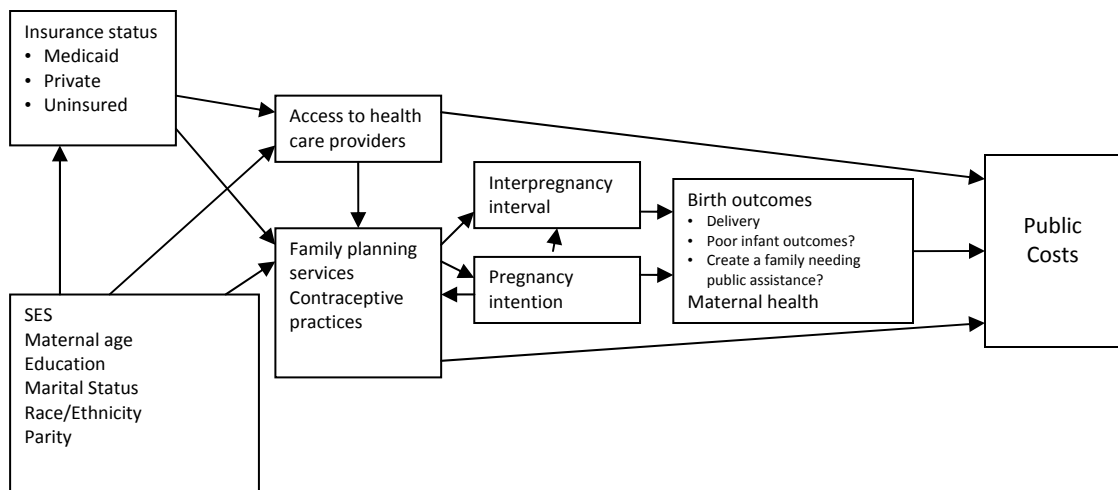 Insurance status
• Medicaid
• Private
• Uninsured
Access to health
care providers
Interpregnancy
interval
Birth outcomes
• Delivery
• Poor infant outcomes?
• Create a family needing
public assistance?
Maternal health
Public
Costs
Family planning
services
Contraceptive
practices
Pregnancy
intention
SES
Maternal age
Education
Marital Status
Race/Ethnicity
Parity